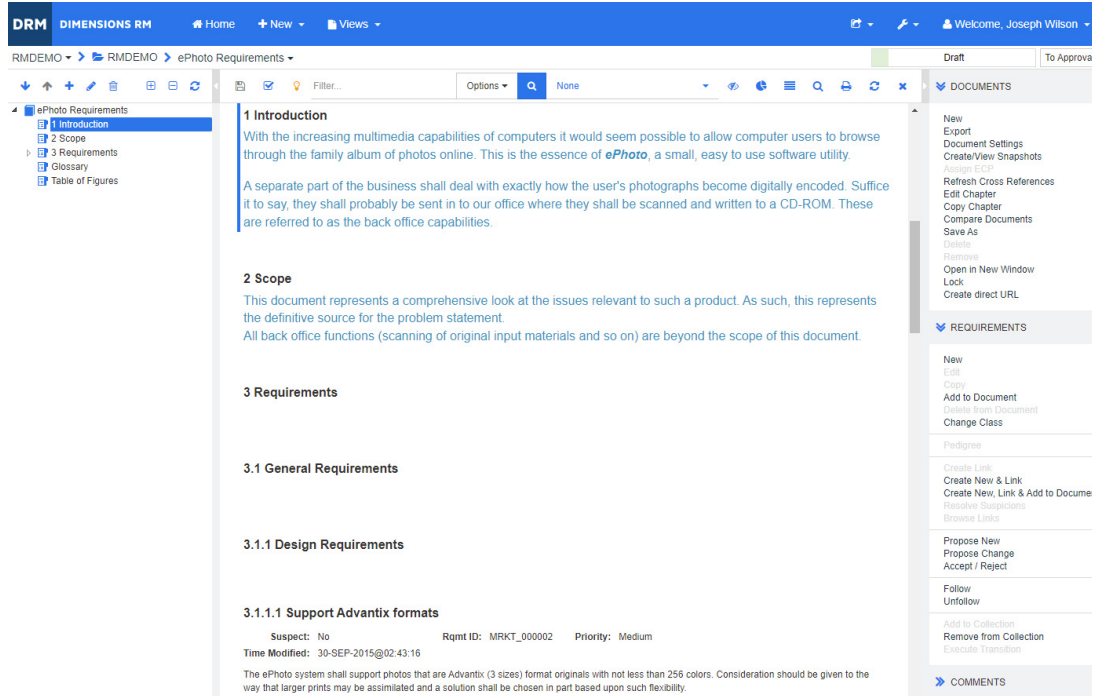 DRM DIMENSIONS RM Home New Views Welcome, Joseph Wilson
RMDEMO RMDEMO ePhoto Requirements Draft To Approva
Filter... Options None
ePhoto Requirements
1 Introduction
2 Scope
3 Requirements
Glossary
Table of Figures
1 Introduction
With the increasing multimedia capabilities of computers it would seem possible to allow computer users to browse
through the family album of photos online. This is the essence of ePhoto, a small, easy to use software utility.
A separate part of the business shall deal with exactly how the user's photographs become digitally encoded. Suffice
it to say, they shall probably be sent in to our office where they shall be scanned and written to a CD-ROM. These
are referred to as the back office capabilities.
2 Scope
This document represents a comprehensive look at the issues relevant to such a product. As such, this represents
the definitive source for the problem statement.
All back office functions (scanning of original input materials and so on) are beyond the scope of this document.
3 Requirements
3.1 General Requirements
3.1.1 Design Requirements
3.1.1.1 Support Advantix formats
Suspect: No Rqmt ID: MRKT_000002 Priority: Medium
Time Modified: 30-SEP-2015@02:43:16
The ePhoto system shall support photos that are Advantix (3 sizes) format originals with not less than 256 colors. Consideration should be given to the
way that larger prints may be assimilated and a solution shall be chosen in part based upon such flexibility.
DOCUMENTS
New
Export
Document Settings
Create/View Snapshots
Assign ECP
Refresh Cross References
Edit Chapter
Copy Chapter
Compare Documents
Save As
Delete
Remove
Open in New Window
Lock
Create direct URL
REQUIREMENTS
New
Edit
Copy
Add to Document
Delete from Document
Change Class
Pedigree
Create Link
Create New & Link
Create New, Link & Add to Docume
Resolve Suspicions
Browse Links
Propose New
Propose Change
Accept / Reject
Follow
Unfollow
Add to Collection
Remove from Collection
Execute Transition
COMMENTS